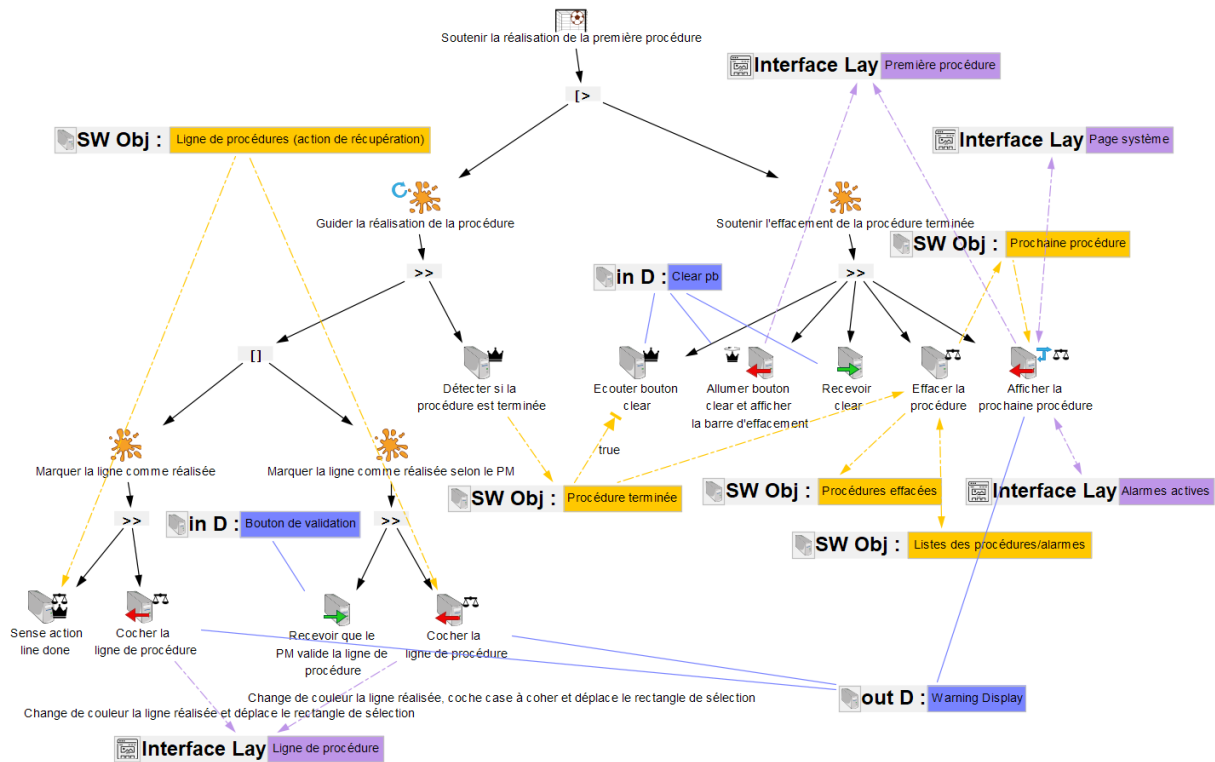 Soutenir la réalisation de la première procédure
Interface Lay Première procédure
[>
SW Obj : Ligne de procédures (action de récupération)
Interface Lay Page système
Guider la réalisation de la procédure
Soutenir l'effacement de la procédure terminée
SW Obj : Prochaine procédure
>>
in D : Clear pb
>>
[]
Détecter si la
procédure est terminée
Ecouter bouton
clear
Allumer bouton
clear et afficher
la barre d'effacement
Recevoir
clear
Effacer la
procédure
Afficher la
prochaine procédure
true
Marquer la ligne comme réalisée
Marquer la ligne comme réalisée selon le PM
SW Obj : Procédure terminée
SW Obj : Procédures effacées
Interface Lay Alarmes actives
>>
in D : Bouton de validation
>>
SW Obj : Listes des procédures/alarmes
Sense action
line done
Cocher la
ligne de procédure
Recevoir que le
PM valide la ligne de
procédure
Cocher la
ligne de procédure
Change de couleur la ligne réalisée, coche case à coher et déplace le rectangle de sélection
out D : Warning Display
Change de couleur la ligne réalisée et déplace le rectangle de sélection
Interface Lay Ligne de procédure